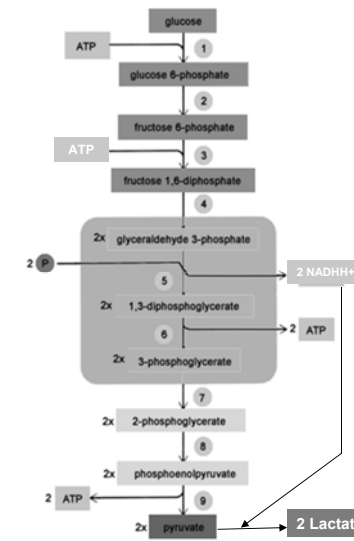 glucose
ATP
1
glucose 6-phosphate
2
fructose 6-phosphate
ATP
3
fructose 1,6-diphosphate
4
2x glyceraldehyde 3-phosphate
2 P
2 NADHH+
5
2x 1,3-diphosphoglycerate
6
2 ATP
2x 3-phosphoglycerate
7
2x 2-phosphoglycerate
8
2x phosphoenolpyruvate
2 ATP
9
2x pyruvate
2 Lactat